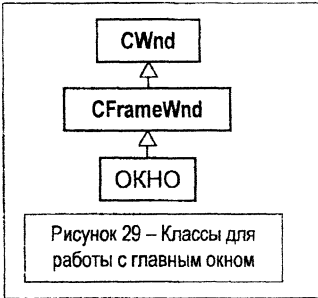 CWnd
CFrameWnd
ОКНО
Рисунок 29 – Классы для
работы с главным окном